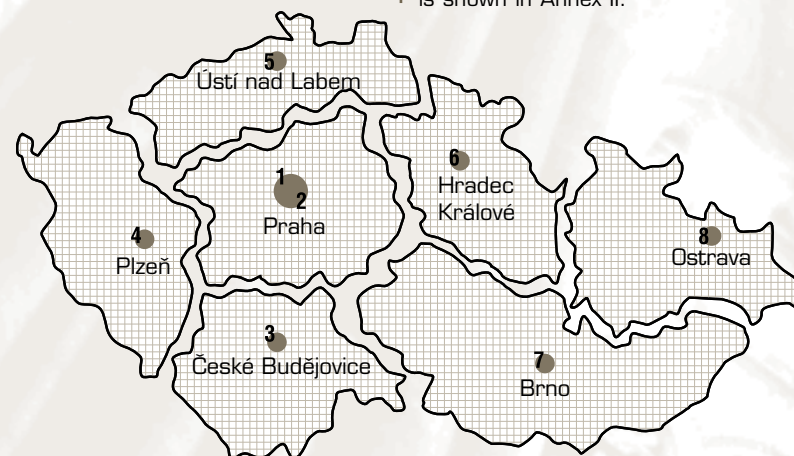 is shown in Annex II.
5
Ústí nad Labem
1
2
Praha
6
Hradec
Králové
4
Plzeň
8
Ostrava
3
České Budějovice
7
Brno